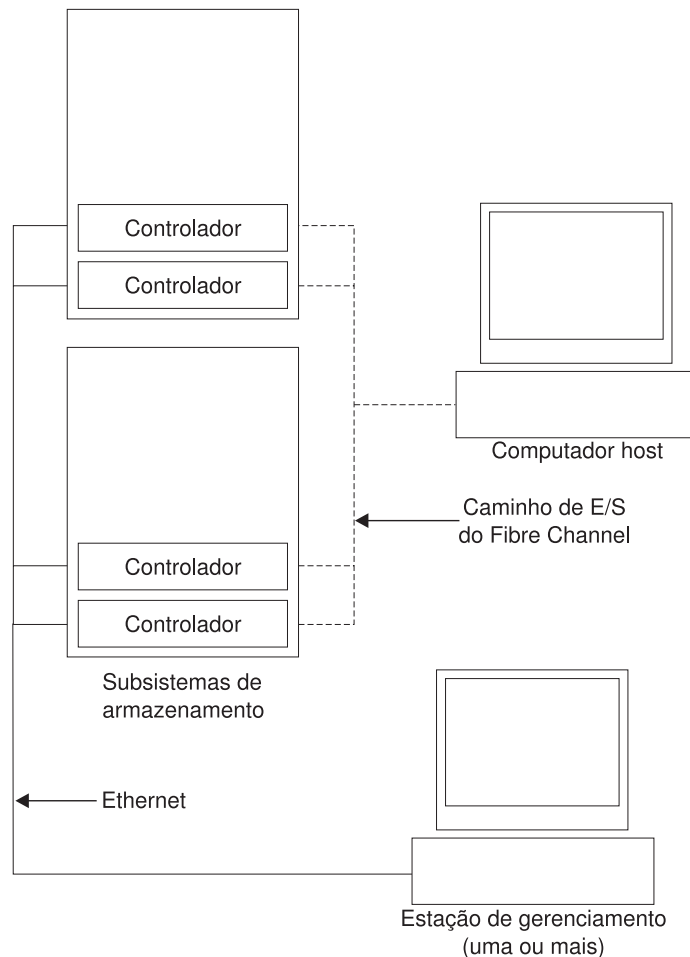 Controlador
Controlador
Computador host
Caminho de E/S
do Fibre Channel
Controlador
Controlador
Subsistemas de
armazenamento
Ethernet
Estação de gerenciamento
(uma ou mais)